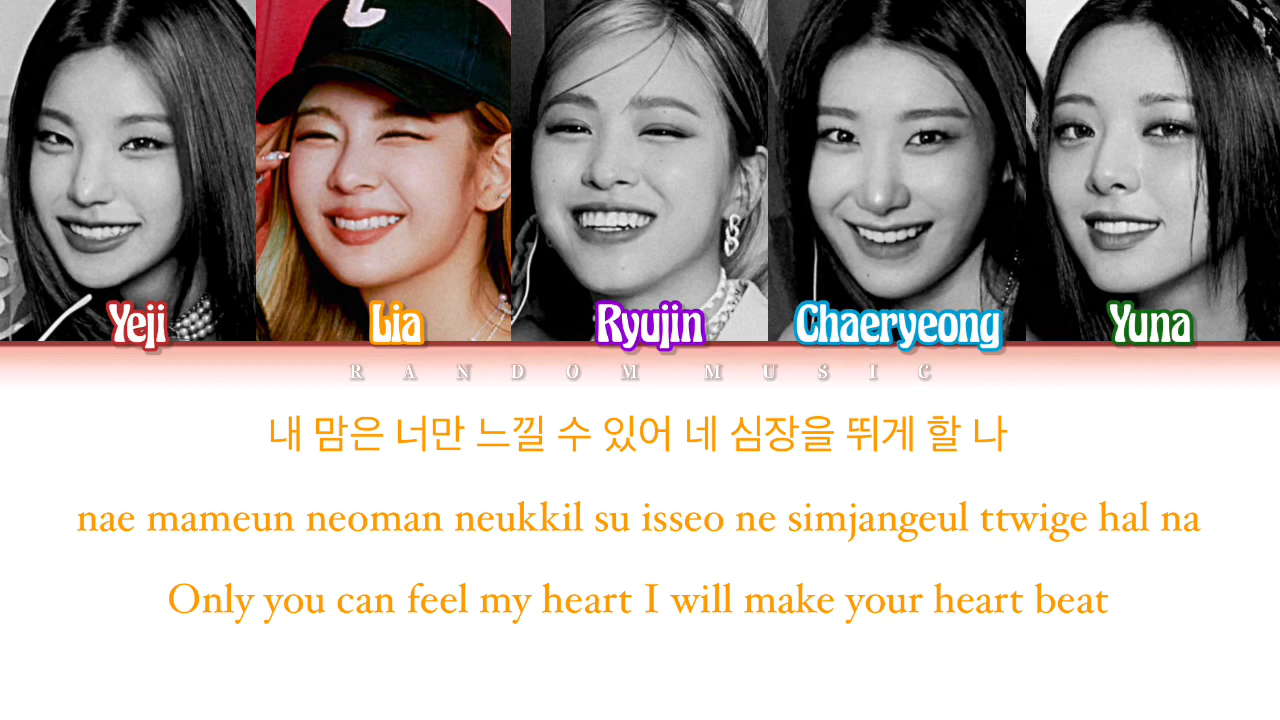 Yeji
Lia
Ryujin
Chaeryeong
Yuna
RANDOM MUSIC
내 맘은 너만 느낄 수 있어 네 심장을 뛰게 할 나
nae mameun neoman neukkil su isseo ne simjangeul ttwige hal na
Only you can feel my heart I will make your heart beat